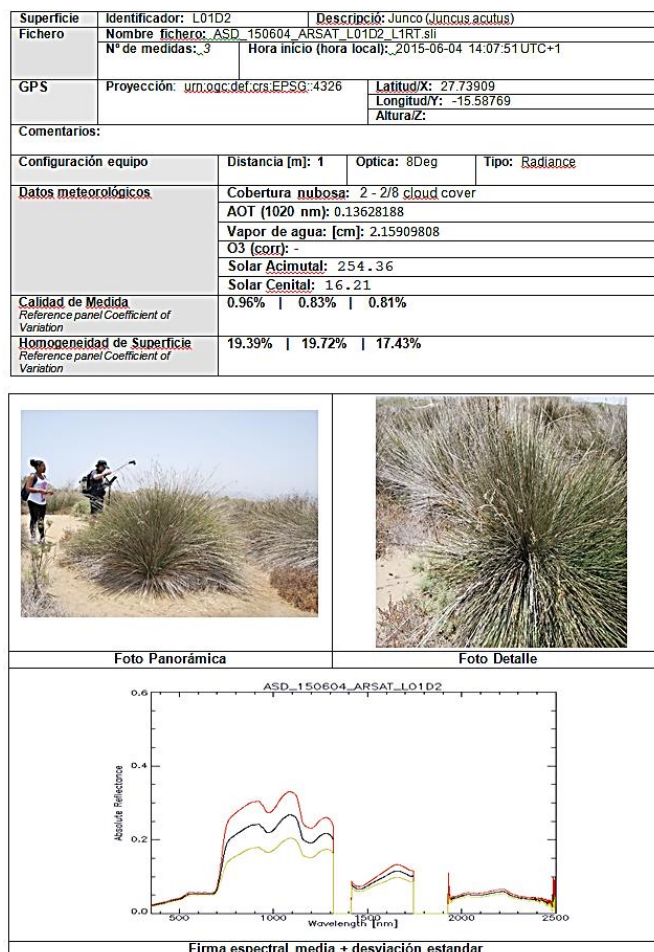 Superficie Identificador: L01D2 Descripció: Junco (Juncus acutus)
Fichero Nombre fichero: ASD_150604_ARSAT_L01D2_L1RT.sli
Nº de medidas: 3 Hora inicio (hora local): 2015-06-04 14:07:51 UTC+1
GPS Proyección: urn:ogc:def:crs:EPSG::4326 Latitud/X: 27.73909
Longitud/Y: -15.58769
Altura/Z:
Comentarios:
Configuración equipo Distancia [m]: 1 Optica: 8Deg Tipo: Radiance
Datos meteorológicos Cobertura nubosa: 2 - 2/8 cloud cover
AOT (1020 nm): 0.13628188
Vapor de agua: [cm]: 2.15909808
O3 (corr): -
Solar Acimutal: 254.36
Solar Cenital: 16.21
Calidad de Medida 0.96% | 0.83% | 0.81%
Reference panel Coefficient of
Variation
Homogeneidad de Superficie 19.39% | 19.72% | 17.43%
Reference panel Coefficient of
Variation
Foto Panorámica Foto Detalle
ASD_150604_ARSAT_L01D2
0.6
0.4
0.2
0.0
Absolute Reflectance
500 1000 1500 2000 2500
Wavelength [nm]
Firma espectral media + desviación estandar